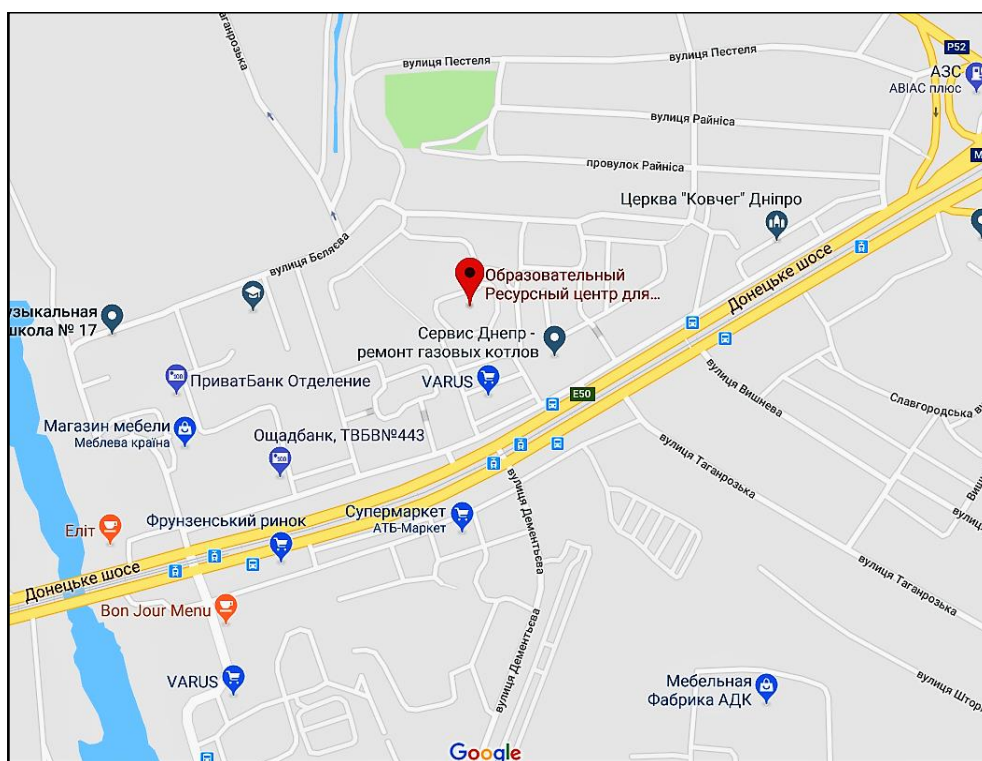 Таганрозька
вулиця Пестеля
вулиця Пестеля
P52
АЗС
АВІАС плюс
вулиця Райніса
провулок Райніса
M
Церква "Ковчег" Дніпро
вулиця Бєляєва
Донецьке шосе
Образовательный
Ресурсный центр для...
узыкальная
школа № 17
Сервис Днепр -
ремонт газовых котлов
ПриватБанк Отделение
VARUS
E50
вулиця Вишнева
Славгородська
Магазин мебели
Меблева країна
Ощадбанк, ТВБВ№443
вулиця Таганрозька
Еліт
Фрунзенський ринок
Супермаркет
АТБ-Маркет
вулиця Дементьєва
Донецьке шосе
вулиця Таганрозька
Bon Jour Menu
вулиця Дементьєва
VARUS
Мебельная
Фабрика АДК
вулиця Штор
Google